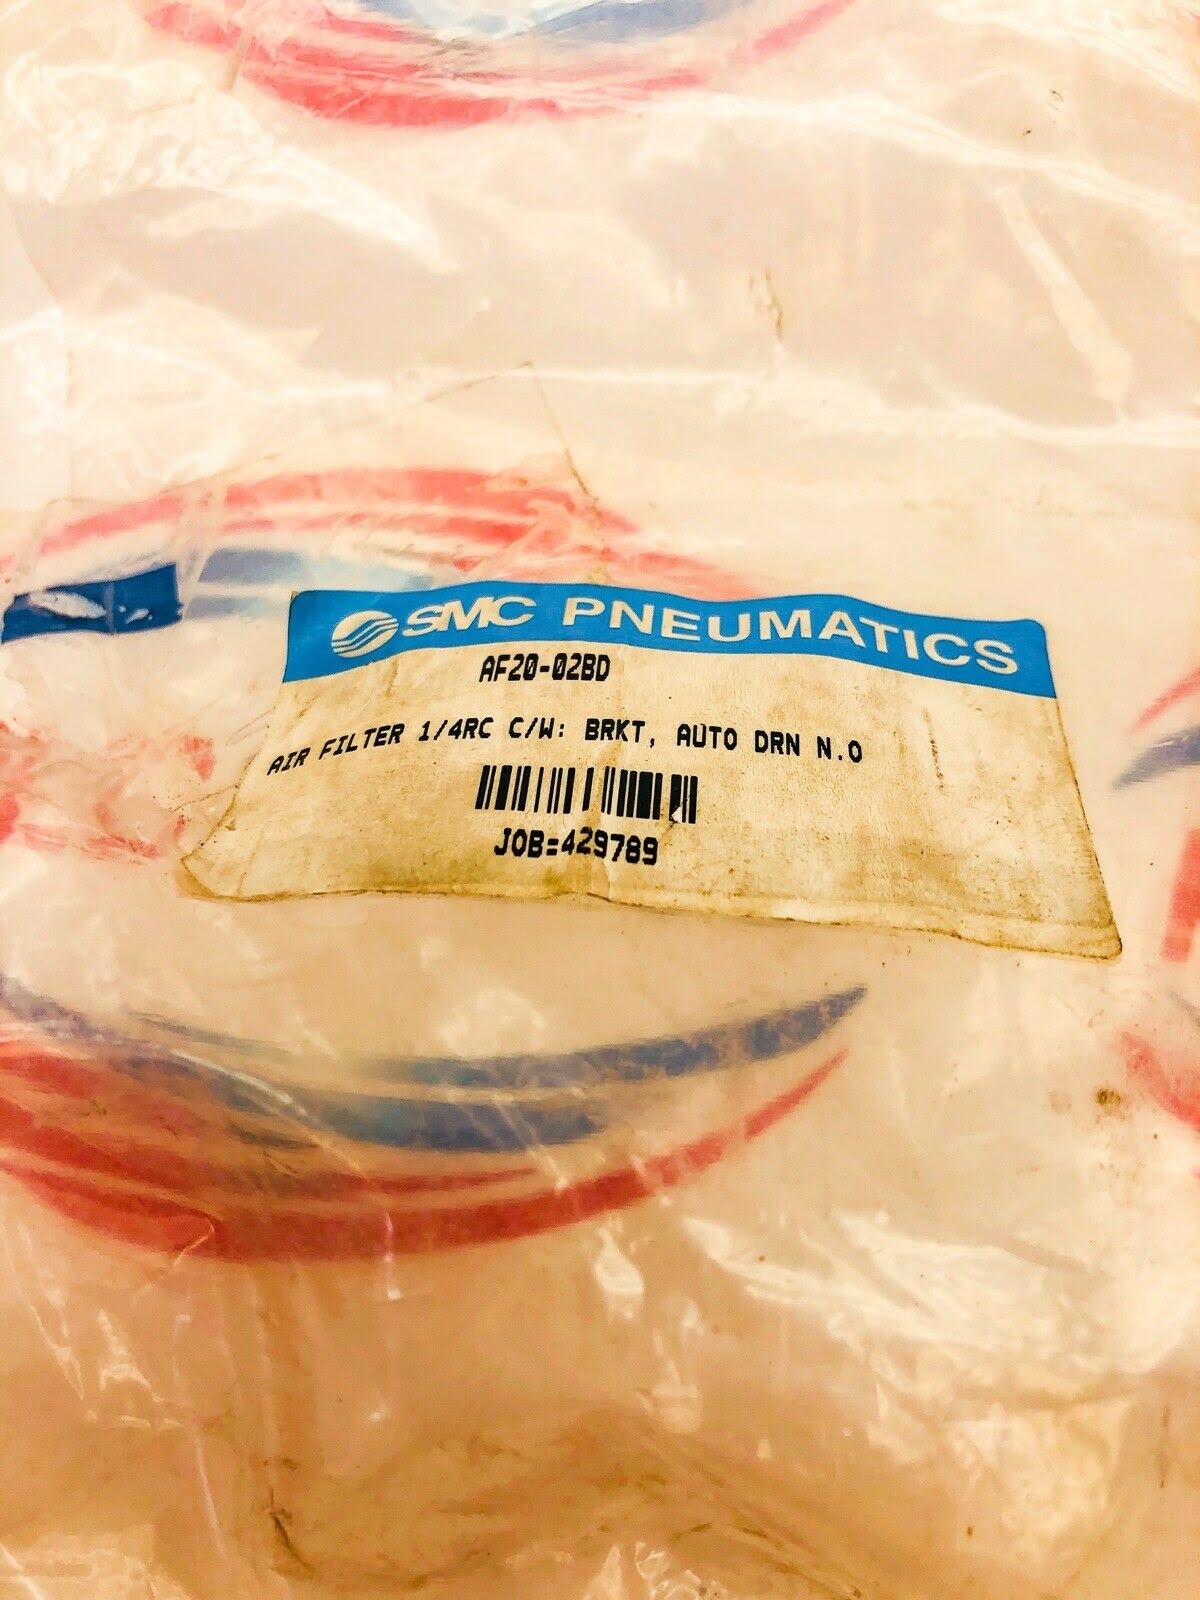 SMC PNEUMATICS
AF20-02BD
AIR FILTER 1/4RC C/W: BRKT, AUTO DRN N.O
JOB=429789